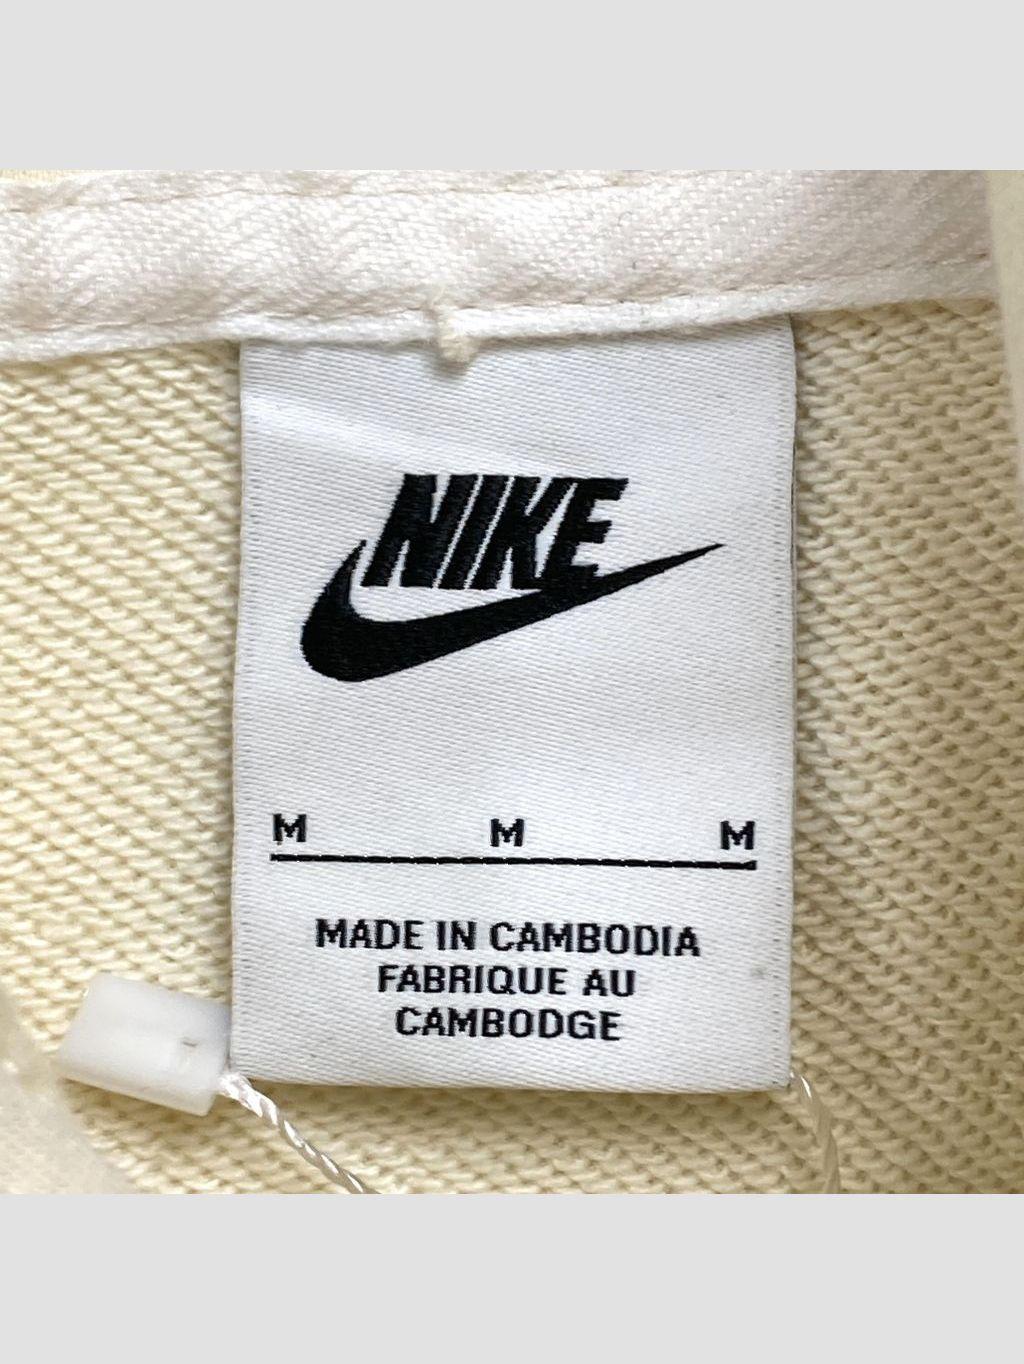 NIKE
M M M
MADE IN CAMBODIA
FABRIQUE AU
CAMBODGE